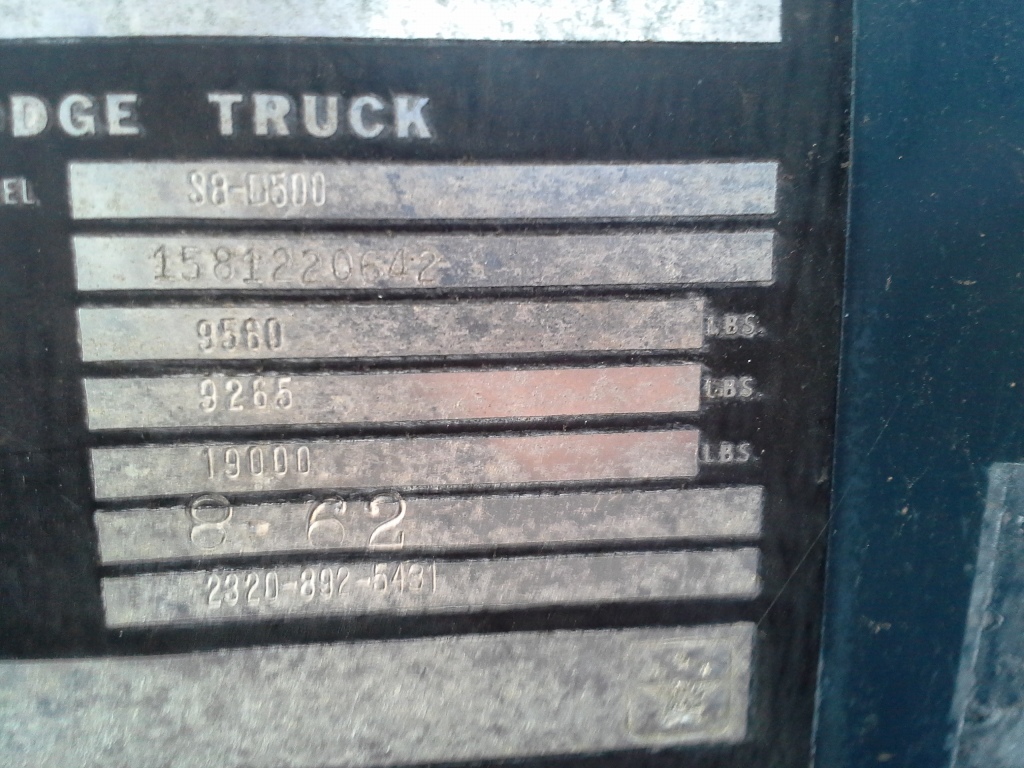 DGE TRUCK
EL S8-D500
1581220642
9560 LBS.
9265 LBS.
19000 LBS.
8 62
2320-892-5431